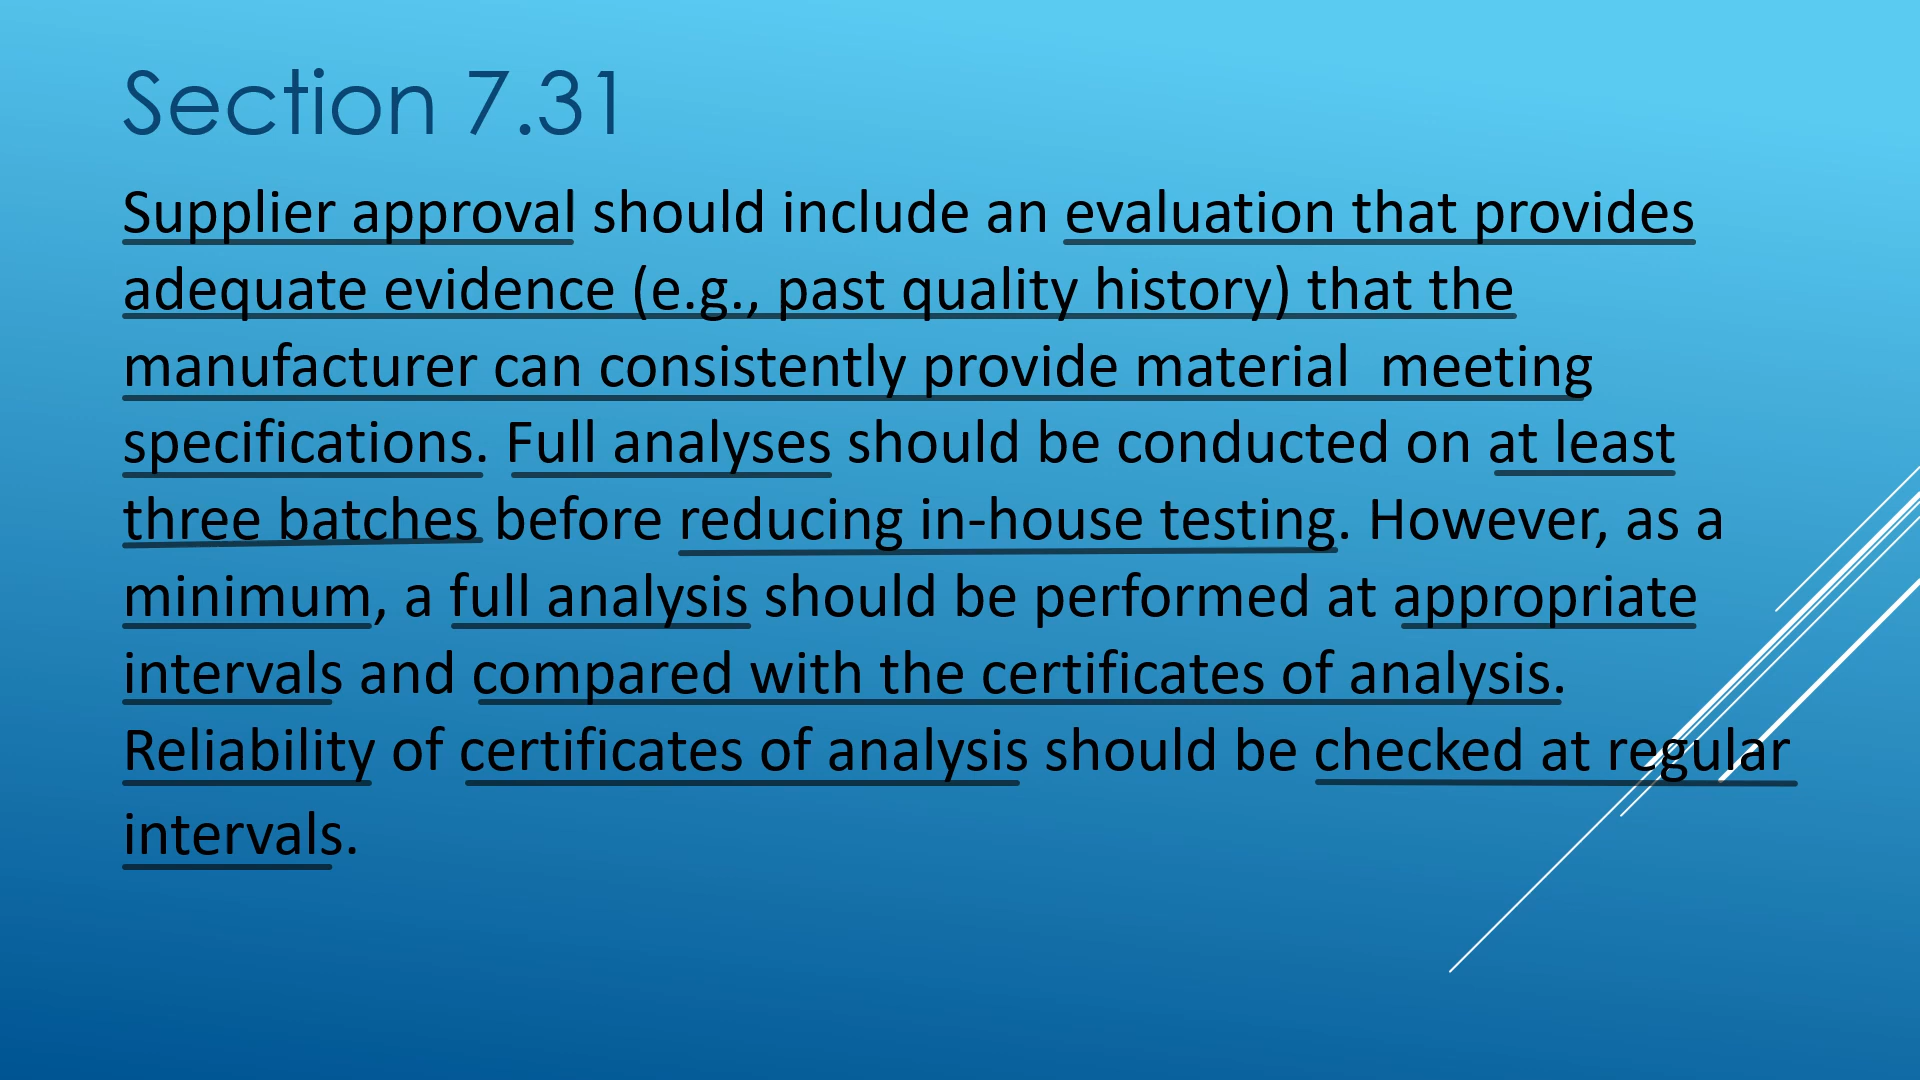 Section 7.31
Supplier approval should include an evaluation that provides
adequate evidence (e.g., past quality history) that the
manufacturer can consistently provide material  meeting
specifications. Full analyses should be conducted on at least
three batches before reducing in-house testing. However, as a
minimum, a full analysis should be performed at appropriate
intervals and compared with the certificates of analysis.
Reliability of certificates of analysis should be checked at regular
intervals.